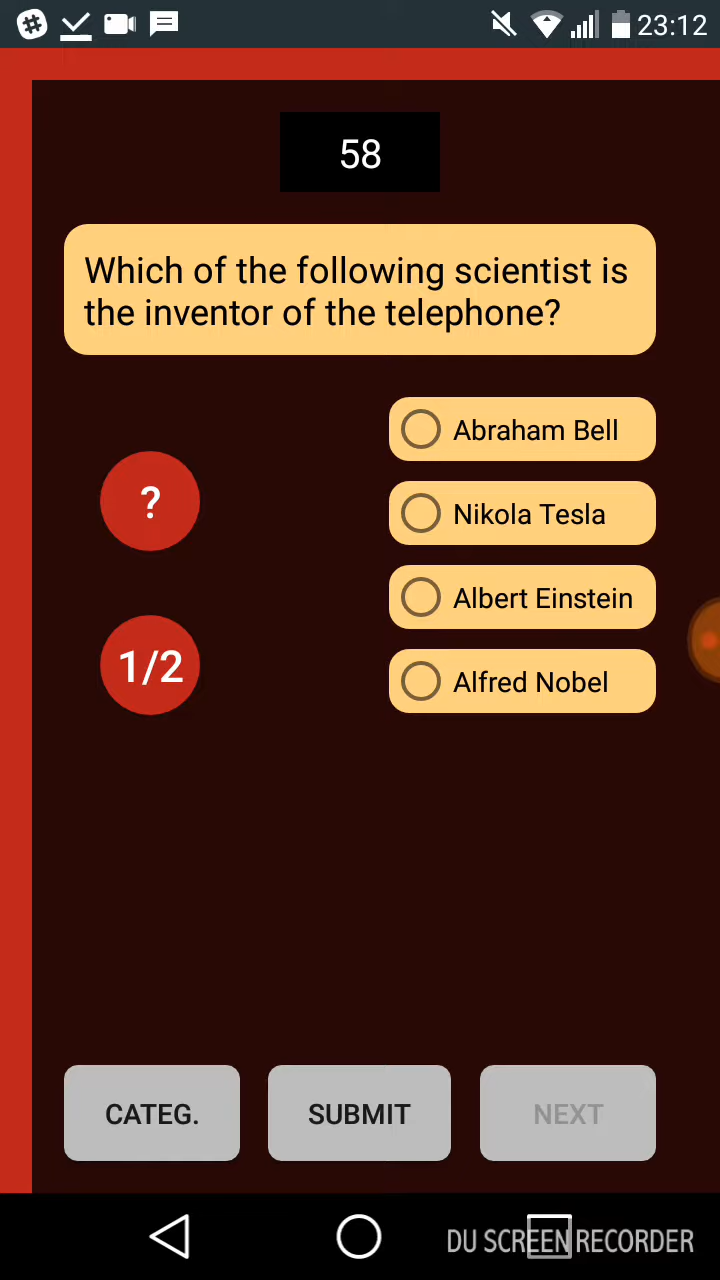 23:12
58
Which of the following scientist is
the inventor of the telephone?
Abraham Bell
?
Nikola Tesla
Albert Einstein
1/2
Alfred Nobel
CATEG.
SUBMIT
NEXT
DU SCREEN RECORDER